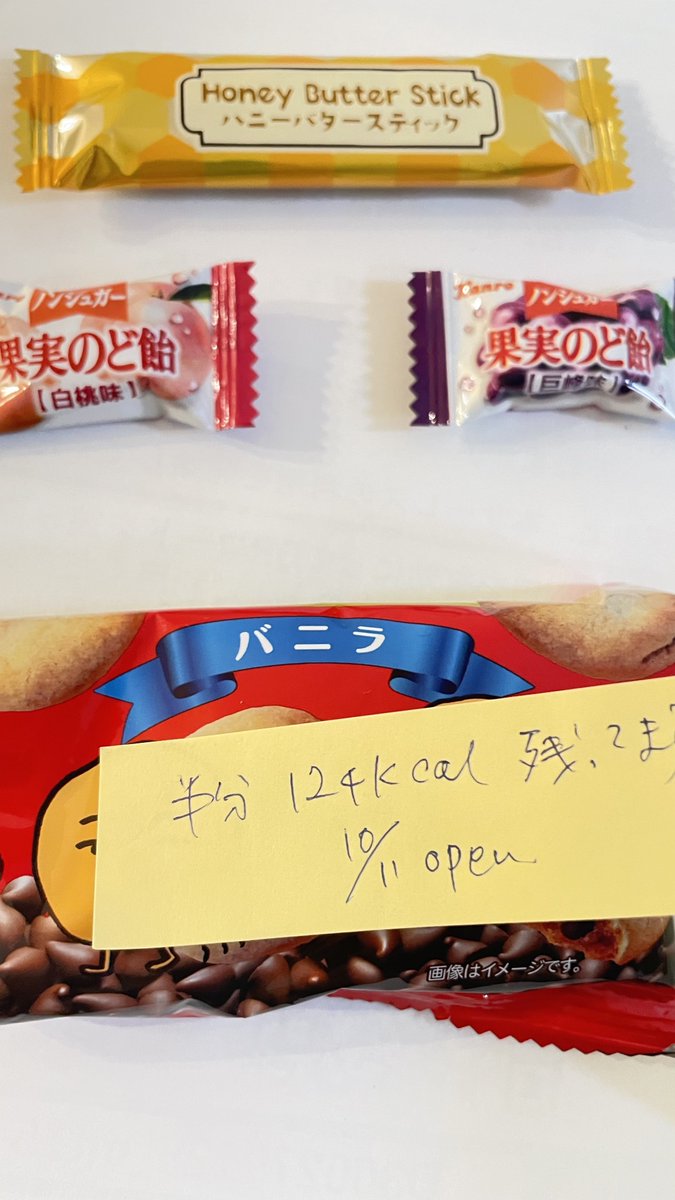 Honey Butter Stick
ハニーバタースティック
ノンシュガー
果実のど飴
[白桃味]
Kanro
ノンシュガー
果実のど飴
[巨峰味]
バニラ
半分 124kcal 残ってます
10/11 open
画像はイメージです。